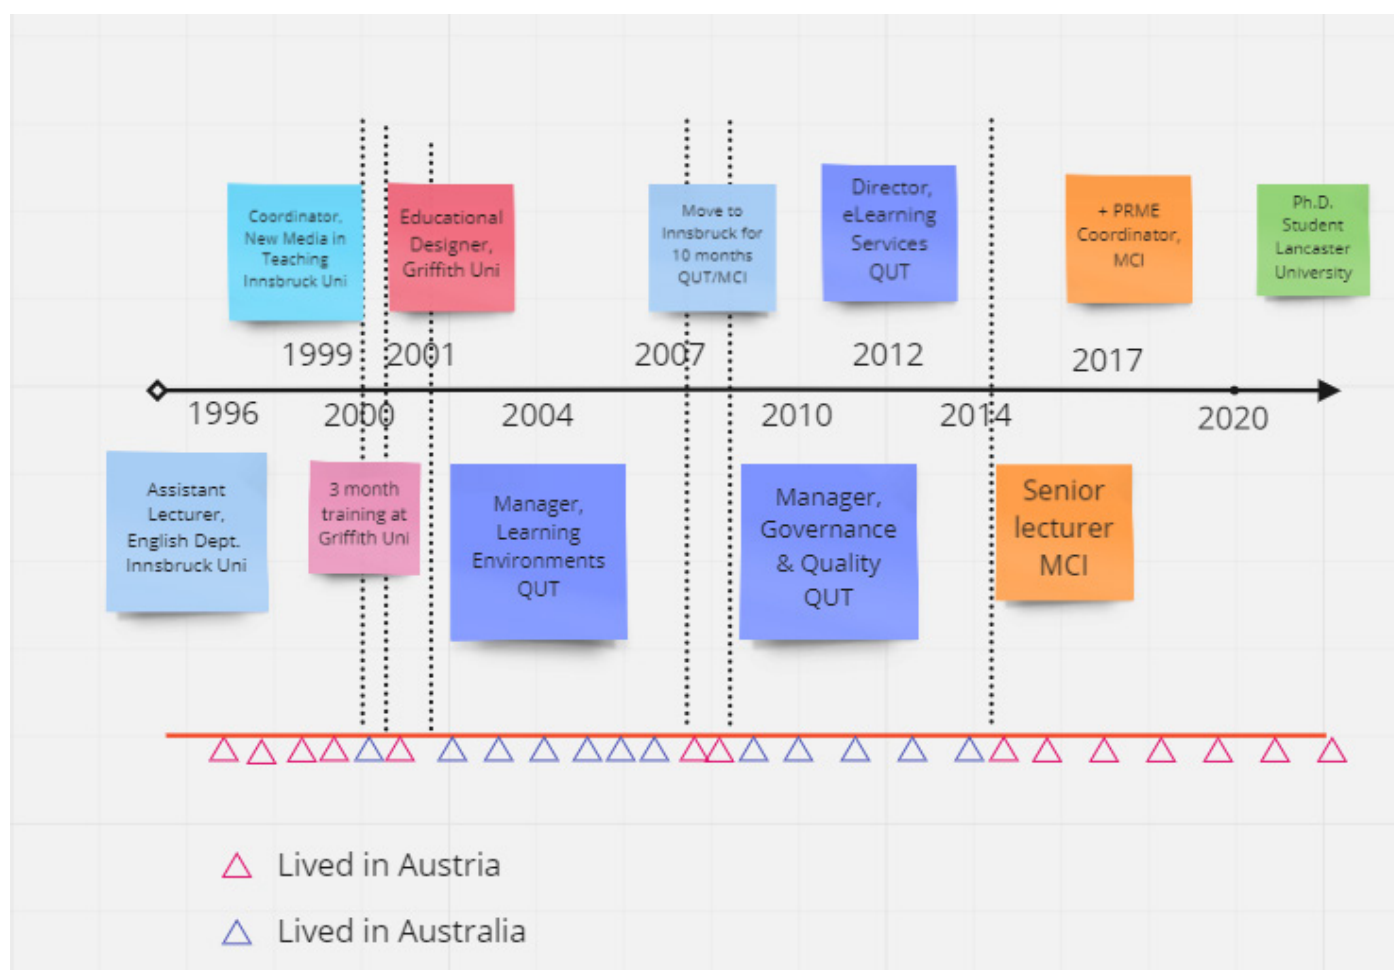 Coordinator,
New Media in
Teaching
Innsbruck Uni
Educational
Designer,
Griffith Uni
Move to
Innsbruck for
10 months
QUT/MCI
Director,
eLearning
Services
QUT
+ PRME
Coordinator,
MCI
Ph.D.
Student
Lancaster
University
1999
2001
2007
2012
2017
1996
2000
2004
2010
2014
2020
Assistant
Lecturer,
English Dept.
Innsbruck Uni
3 month
training at
Griffith Uni
Manager,
Learning
Environments
QUT
Manager,
Governance
& Quality
QUT
Senior
lecturer
MCI
Lived in Austria
Lived in Australia